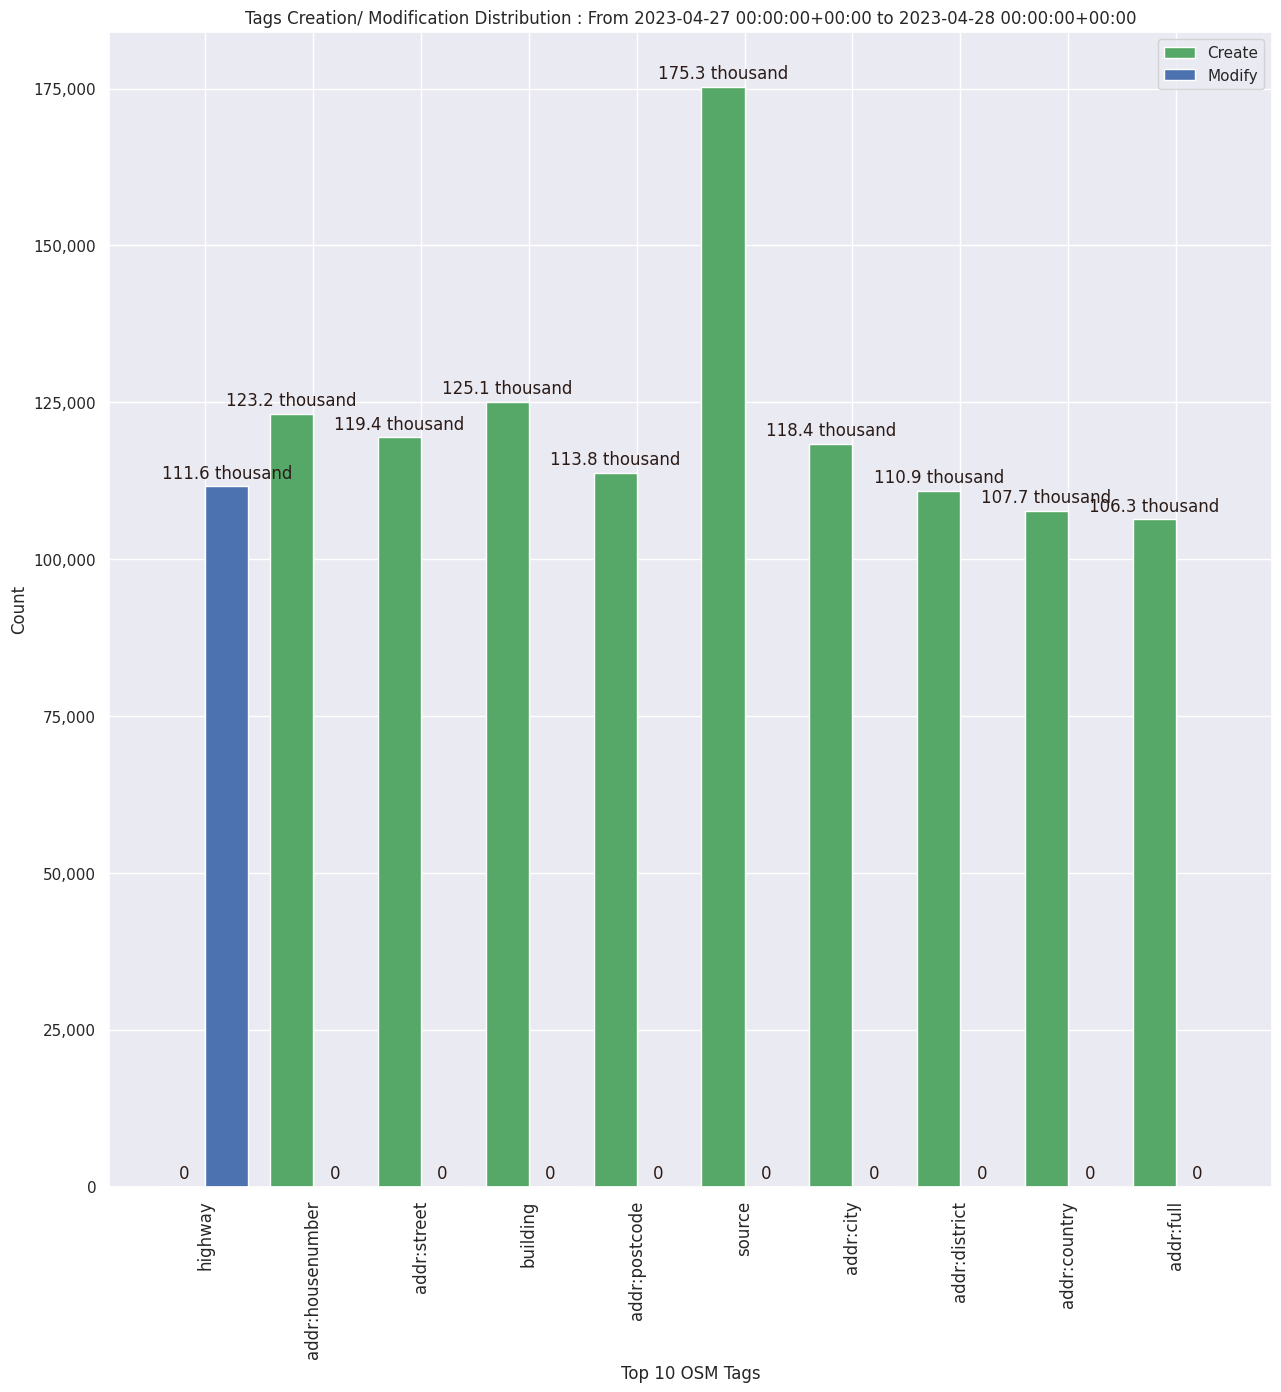 Tags Creation/ Modification Distribution : From 2023-04-27 00:00:00+00:00 to 2023-04-28 00:00:00+00:00
Create
Modify
175,000
150,000
125,000
100,000
75,000
50,000
25,000
0
Count
175.3 thousand
125.1 thousand
123.2 thousand
119.4 thousand
118.4 thousand
113.8 thousand
111.6 thousand
110.9 thousand
107.7 thousand
106.3 thousand
0
0
0
0
0
0
0
0
0
0
highway
addr:housenumber
addr:street
building
addr:postcode
source
addr:city
addr:district
addr:country
addr:full
Top 10 OSM Tags